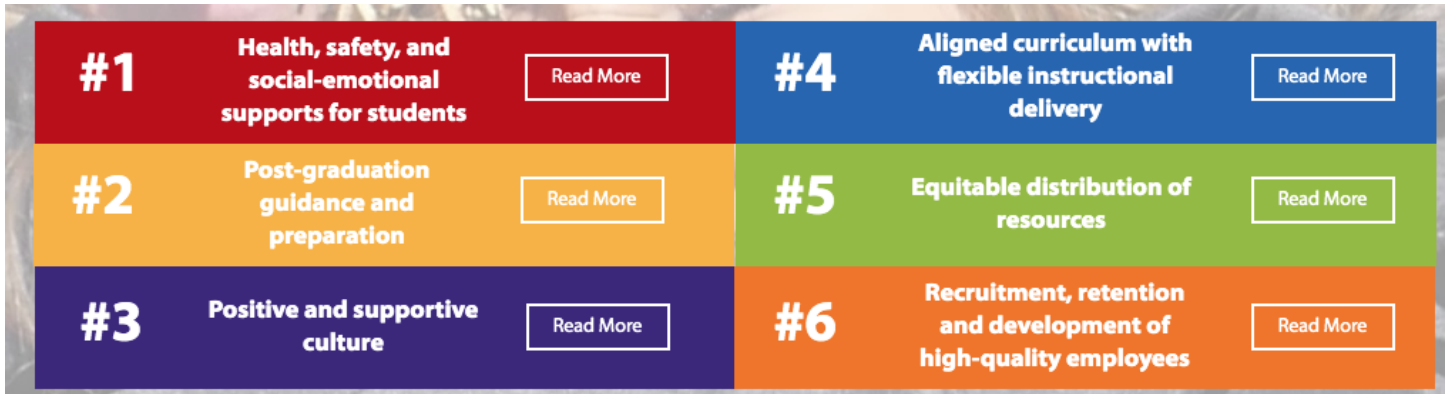 #1
Health, safety, and
social-emotional
supports for students
Read More
#2
Post-graduation
guidance and
preparation
Read More
#3
Positive and supportive
culture
Read More
#4
Aligned curriculum with
flexible instructional
delivery
Read More
#5
Equitable distribution of
resources
Read More
#6
Recruitment, retention
and development of
high-quality employees
Read More